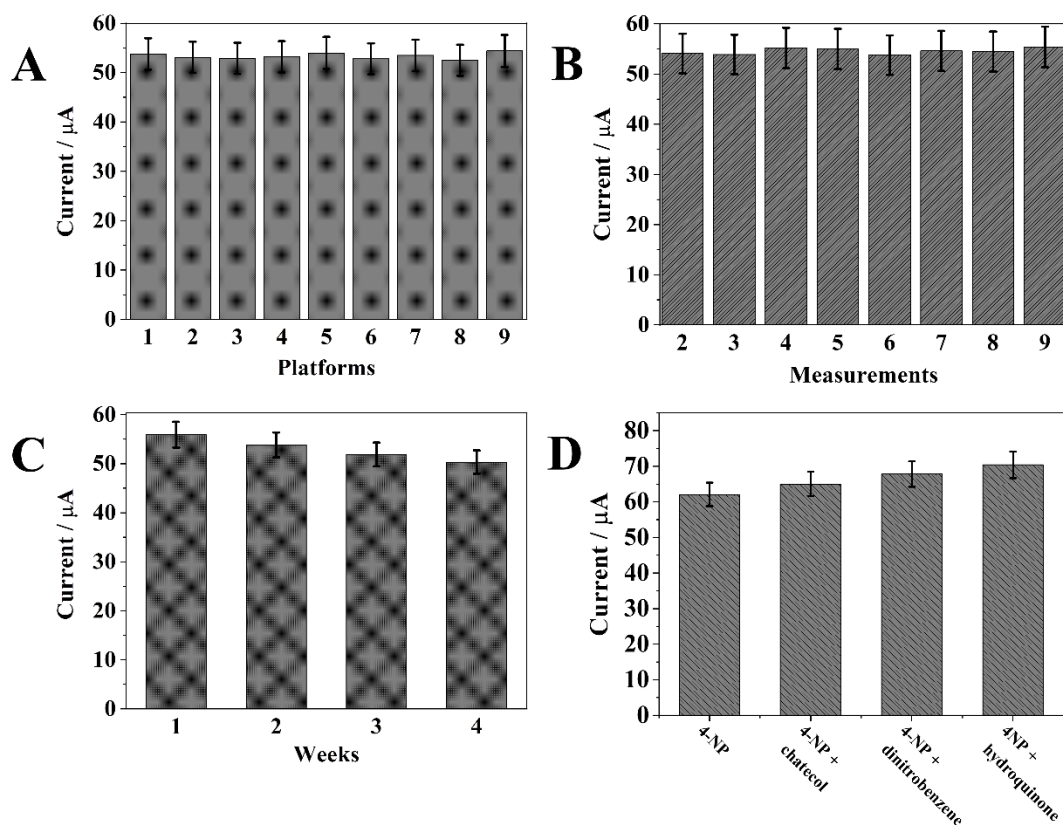 A
Current / µA
60
50
40
30
20
10
0
1 2 3 4 5 6 7 8 9
Platforms
B
Current / µA
60
50
40
30
20
10
0
2 3 4 5 6 7 8 9
Measurements
C
Current / µA
60
50
40
30
20
10
0
1 2 3 4
Weeks
D
Current / µA
80
70
60
50
40
30
20
10
0
4-NP
4-NP +
chatecol
4-NP +
dinitrobenzene
4NP +
hydroquinone